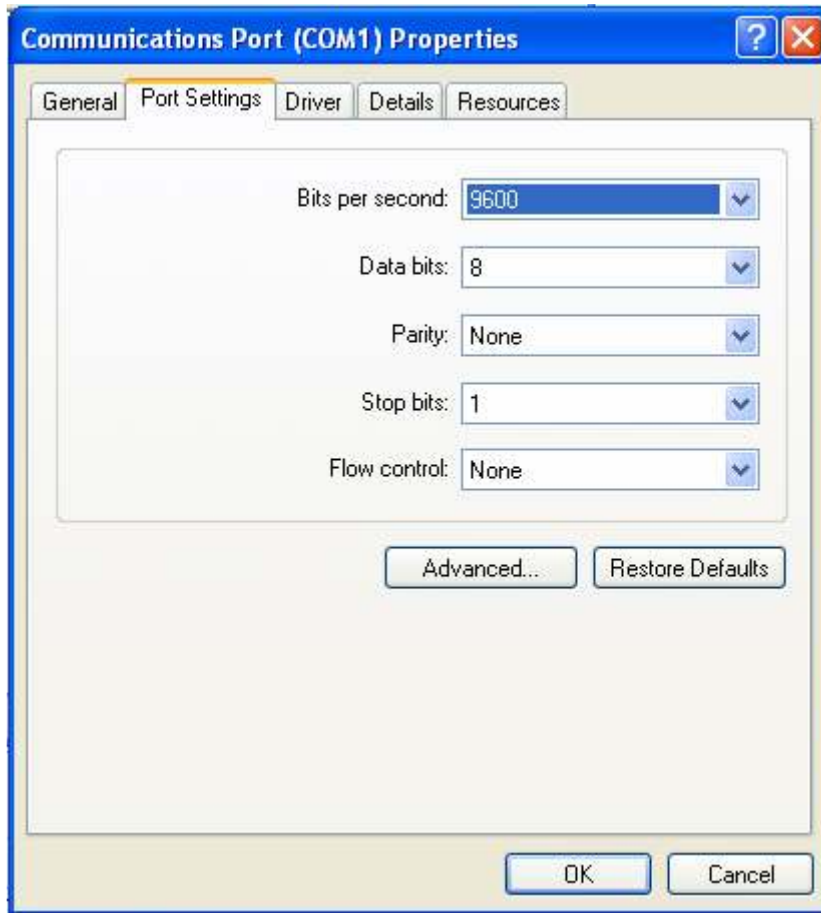 Communications Port (COM1) Properties
General Port Settings Driver Details Resources
Bits per second: 9600
Data bits: 8
Parity: None
Stop bits: 1
Flow control: None
Advanced... Restore Defaults
OK Cancel